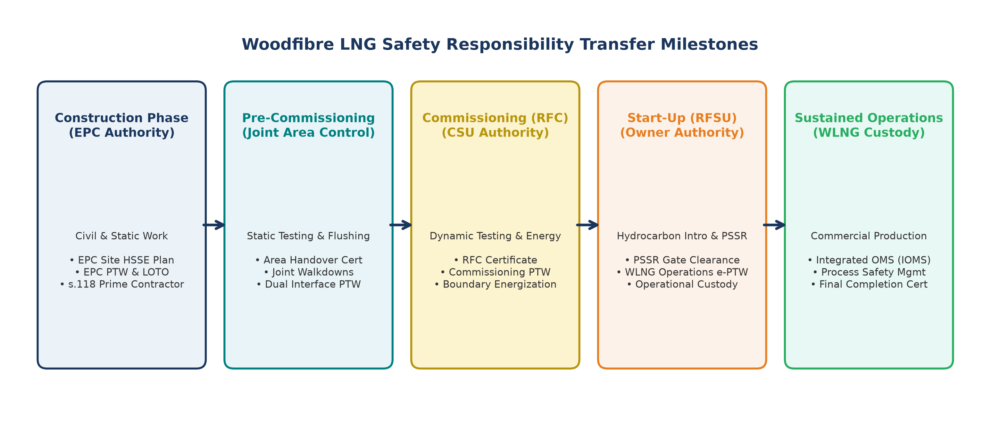 Woodfibre LNG Safety Responsibility Transfer Milestones
Construction Phase
(EPC Authority)
Civil & Static Work
• EPC Site HSSE Plan
• EPC PTW & LOTO
• s.118 Prime Contractor
Pre-Commissioning
(Joint Area Control)
Static Testing & Flushing
• Area Handover Cert
• Joint Walkdowns
• Dual Interface PTW
Commissioning (RFC)
(CSU Authority)
Dynamic Testing & Energy
• RFC Certificate
• Commissioning PTW
• Boundary Energization
Start-Up (RFSU)
(Owner Authority)
Hydrocarbon Intro & PSSR
• PSSR Gate Clearance
• WLNG Operations e-PTW
• Operational Custody
Sustained Operations
(WLNG Custody)
Commercial Production
• Integrated OMS (IOMS)
• Process Safety Mgmt
• Final Completion Cert